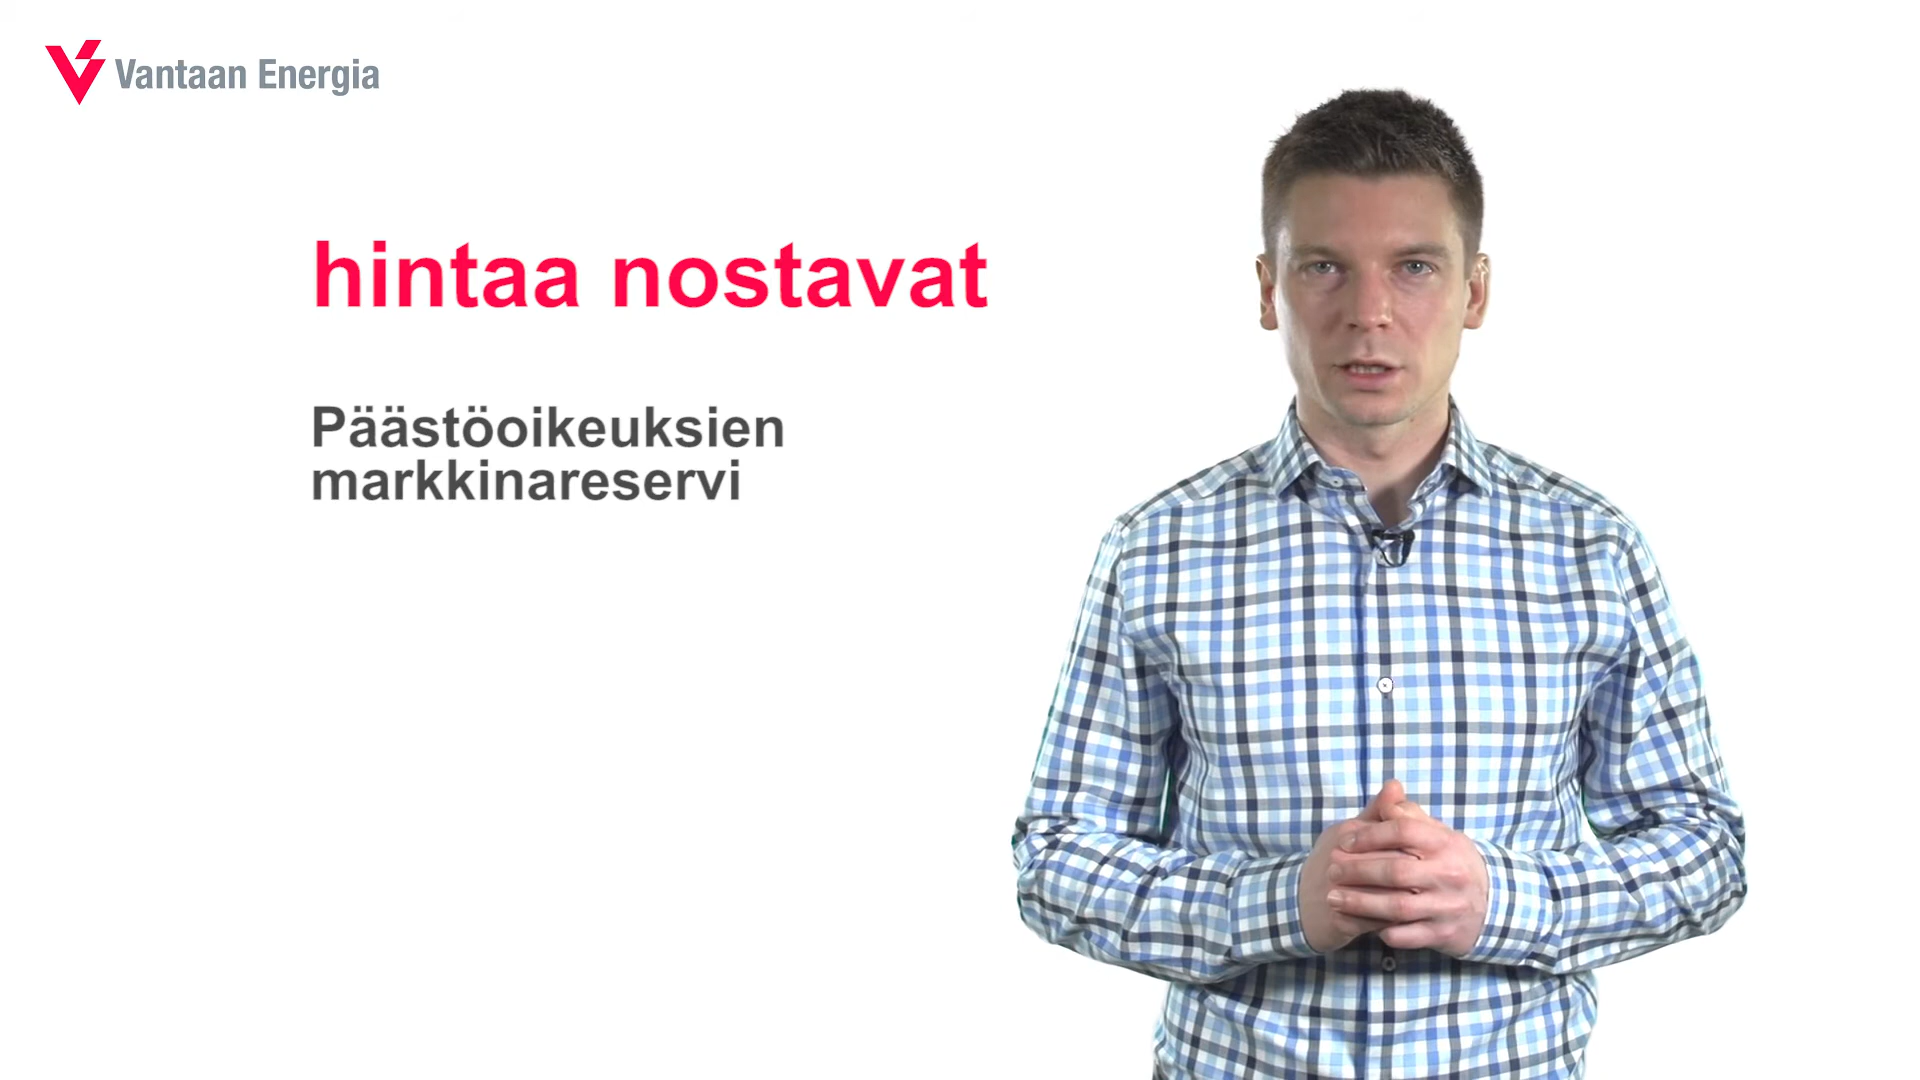 Vantaan Energia
hintaa nostavat
Päästöoikeuksien
markkinareservi